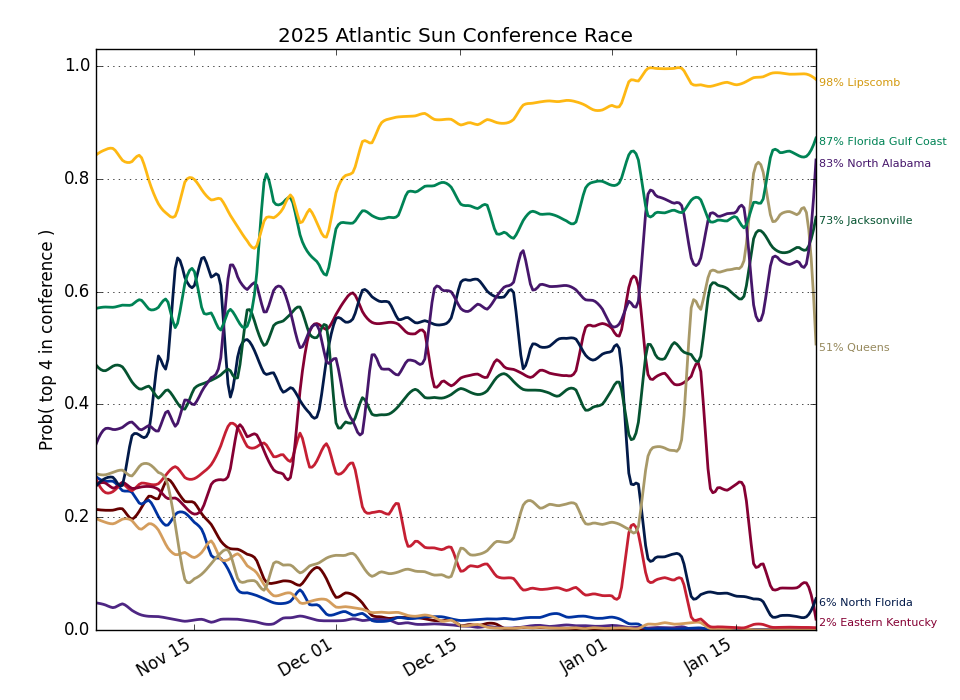 2025 Atlantic Sun Conference Race
1.0
0.8
0.6
0.4
0.2
0.0
Prob( top 4 in conference )
Nov 15
Dec 01
Dec 15
Jan 01
Jan 15
98% Lipscomb
87% Florida Gulf Coast
83% North Alabama
73% Jacksonville
51% Queens
6% North Florida
2% Eastern Kentucky